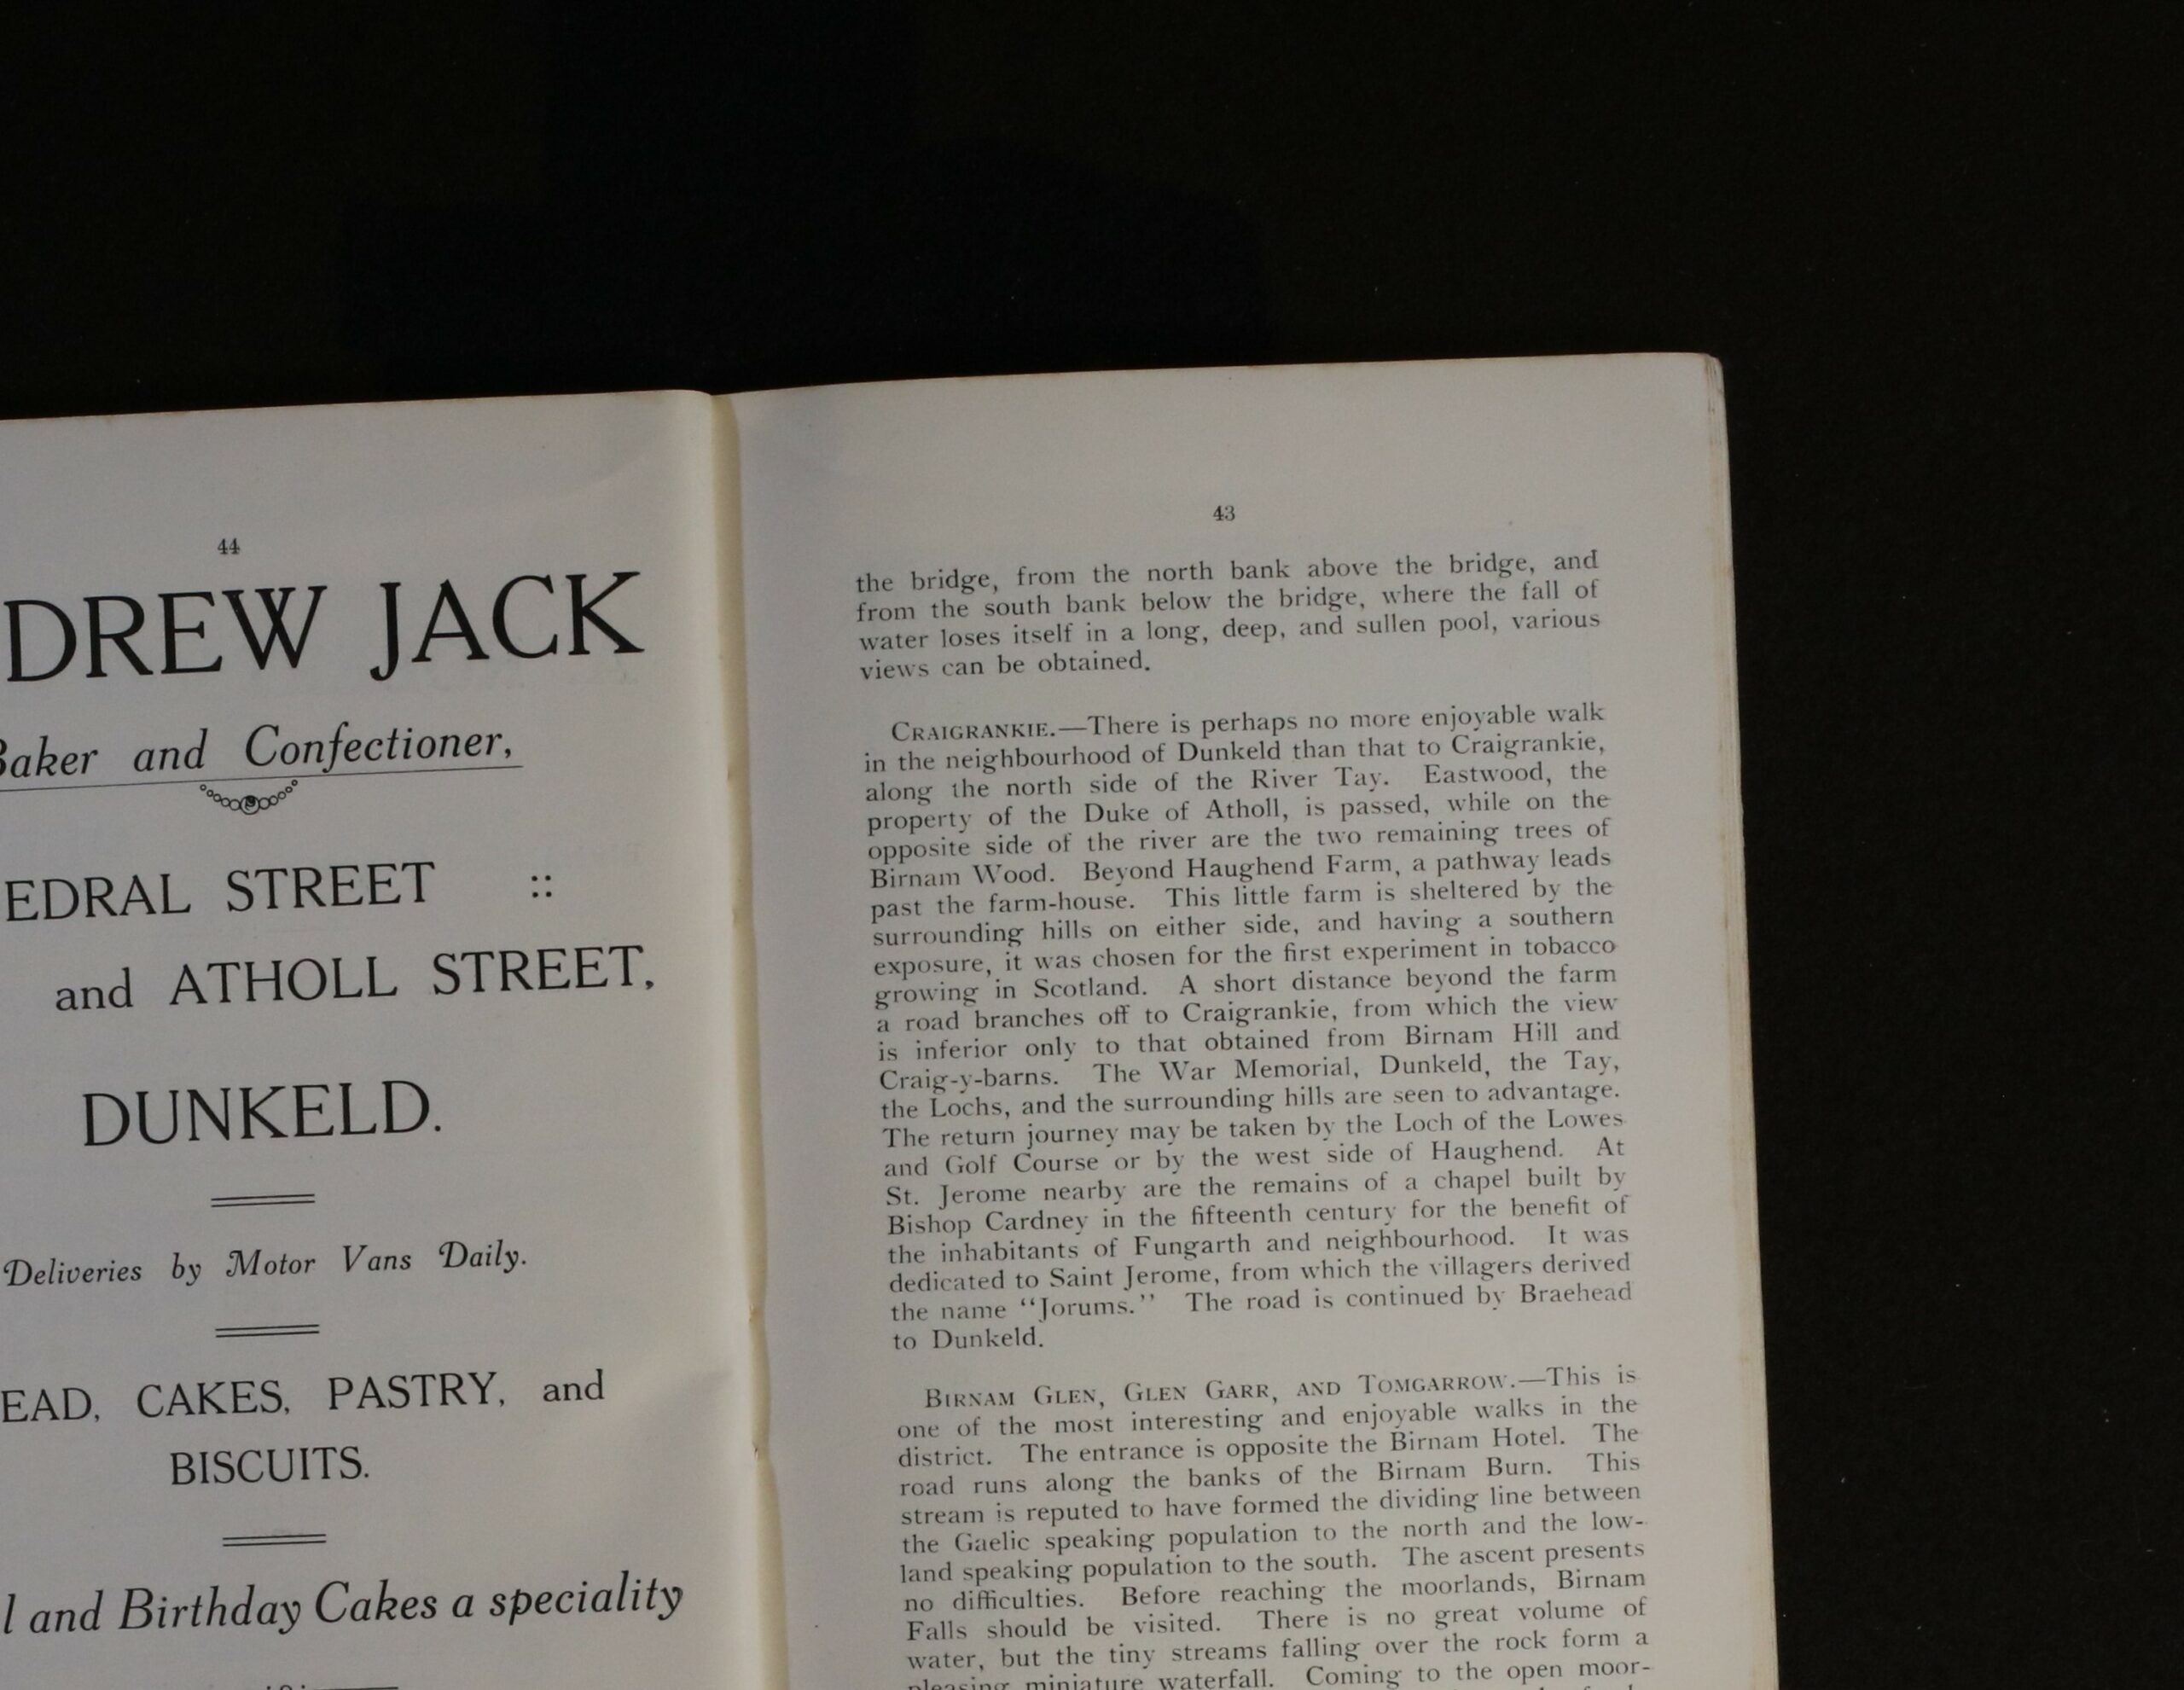 44
DREW JACK
Baker and Confectioner,
EDRAL STREET ::
and ATHOLL STREET,
DUNKELD.
Deliveries by Motor Vans Daily.
EAD, CAKES, PASTRY, and
BISCUITS.
l and Birthday Cakes a speciality
43
the bridge, from the north bank above the bridge, and
from the south bank below the bridge, where the fall of
water loses itself in a long, deep, and sullen pool, various
views can be obtained.
CRAIGRANKIE.—There is perhaps no more enjoyable walk
in the neighbourhood of Dunkeld than that to Craigrankie,
along the north side of the River Tay. Eastwood, the
property of the Duke of Atholl, is passed, while on the
opposite side of the river are the two remaining trees of
Birnam Wood. Beyond Haughend Farm, a pathway leads
past the farm-house. This little farm is sheltered by the
surrounding hills on either side, and having a southern
exposure, it was chosen for the first experiment in tobacco
growing in Scotland. A short distance beyond the farm
a road branches off to Craigrankie, from which the view
is inferior only to that obtained from Birnam Hill and
Craig-y-barns. The War Memorial, Dunkeld, the Tay,
the Lochs, and the surrounding hills are seen to advantage.
The return journey may be taken by the Loch of the Lowes
and Golf Course or by the west side of Haughend. At
St. Jerome nearby are the remains of a chapel built by
Bishop Cardney in the fifteenth century for the benefit of
the inhabitants of Fungarth and neighbourhood. It was
dedicated to Saint Jerome, from which the villagers derived
the name “Jorums.” The road is continued by Braehead
to Dunkeld.
BIRNAM GLEN, GLEN GARR, AND TOMGARROW.—This is
one of the most interesting and enjoyable walks in the
district. The entrance is opposite the Birnam Hotel. The
road runs along the banks of the Birnam Burn. This
stream is reputed to have formed the dividing line between
the Gaelic speaking population to the north and the low-
land speaking population to the south. The ascent presents
no difficulties. Before reaching the moorlands, Birnam
Falls should be visited. There is no great volume of
water, but the tiny streams falling over the rock form a
pleasing miniature waterfall. Coming to the open moor-